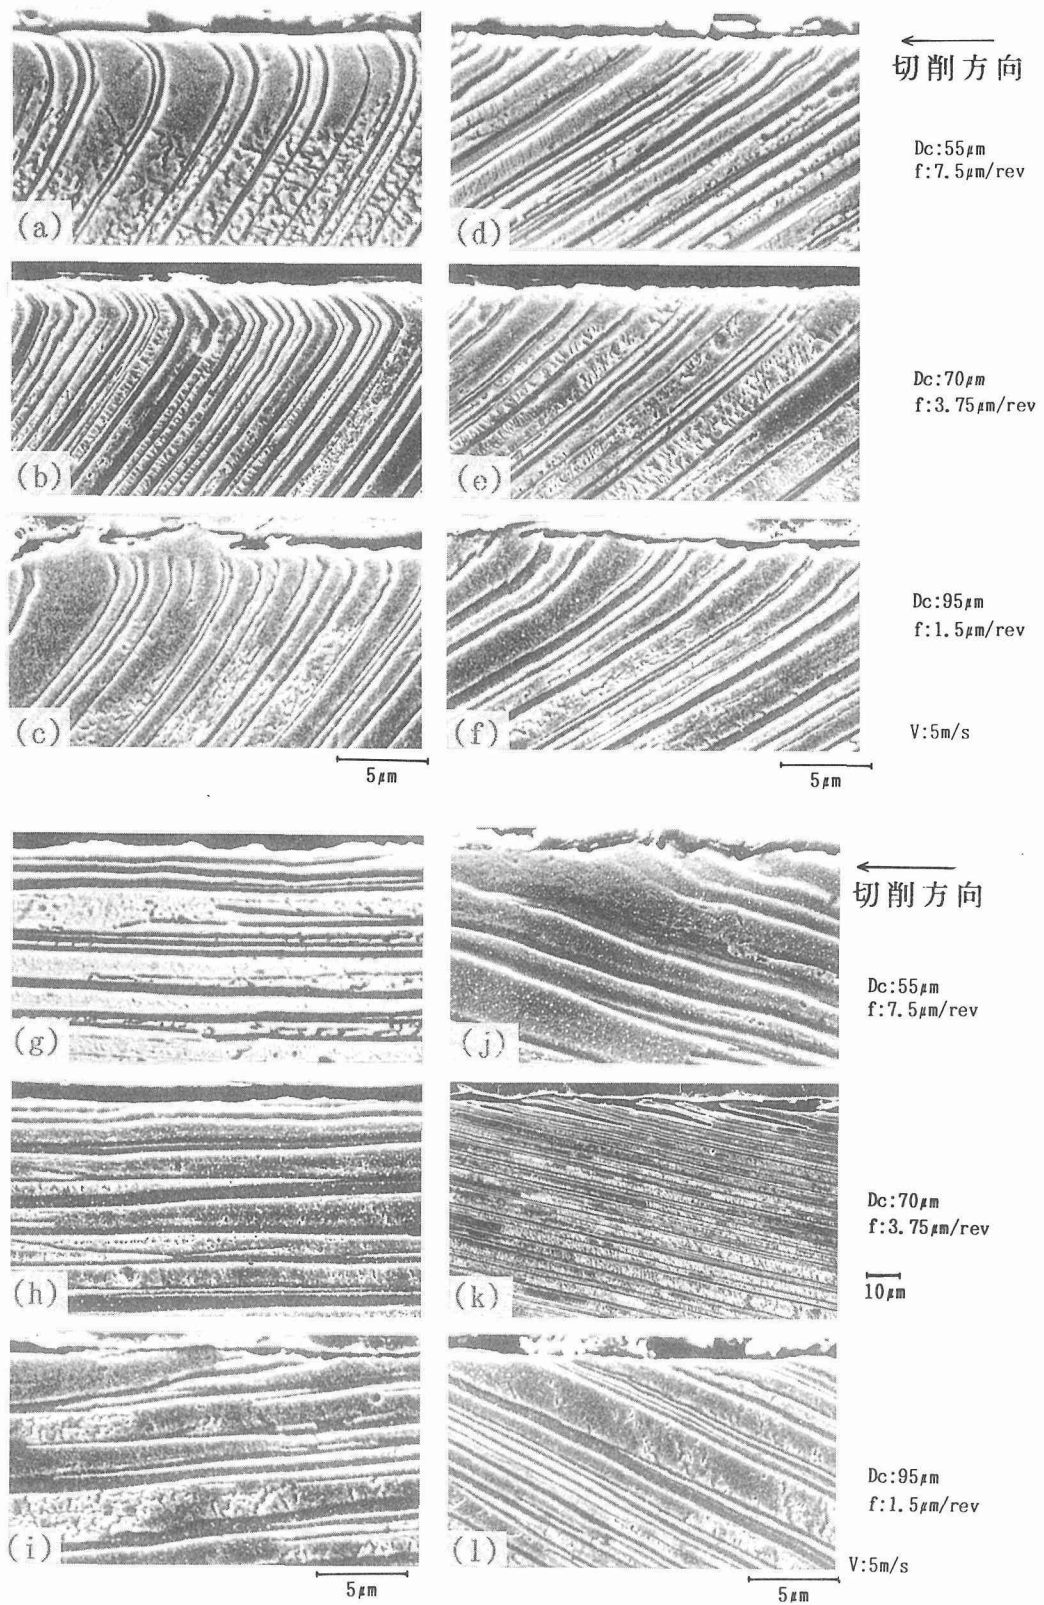 切削方向
Dc:55μm
f:7.5μm/rev
(a)
(d)
Dc:70μm
f:3.75μm/rev
(b)
(e)
Dc:95μm
f:1.5μm/rev
(c)
(f)
V:5m/s
5μm
5μm
切削方向
Dc:55μm
f:7.5μm/rev
(g)
(j)
Dc:70μm
f:3.75μm/rev
(h)
(k)
10μm
Dc:95μm
f:1.5μm/rev
(i)
(l)
V:5m/s
5μm
5μm